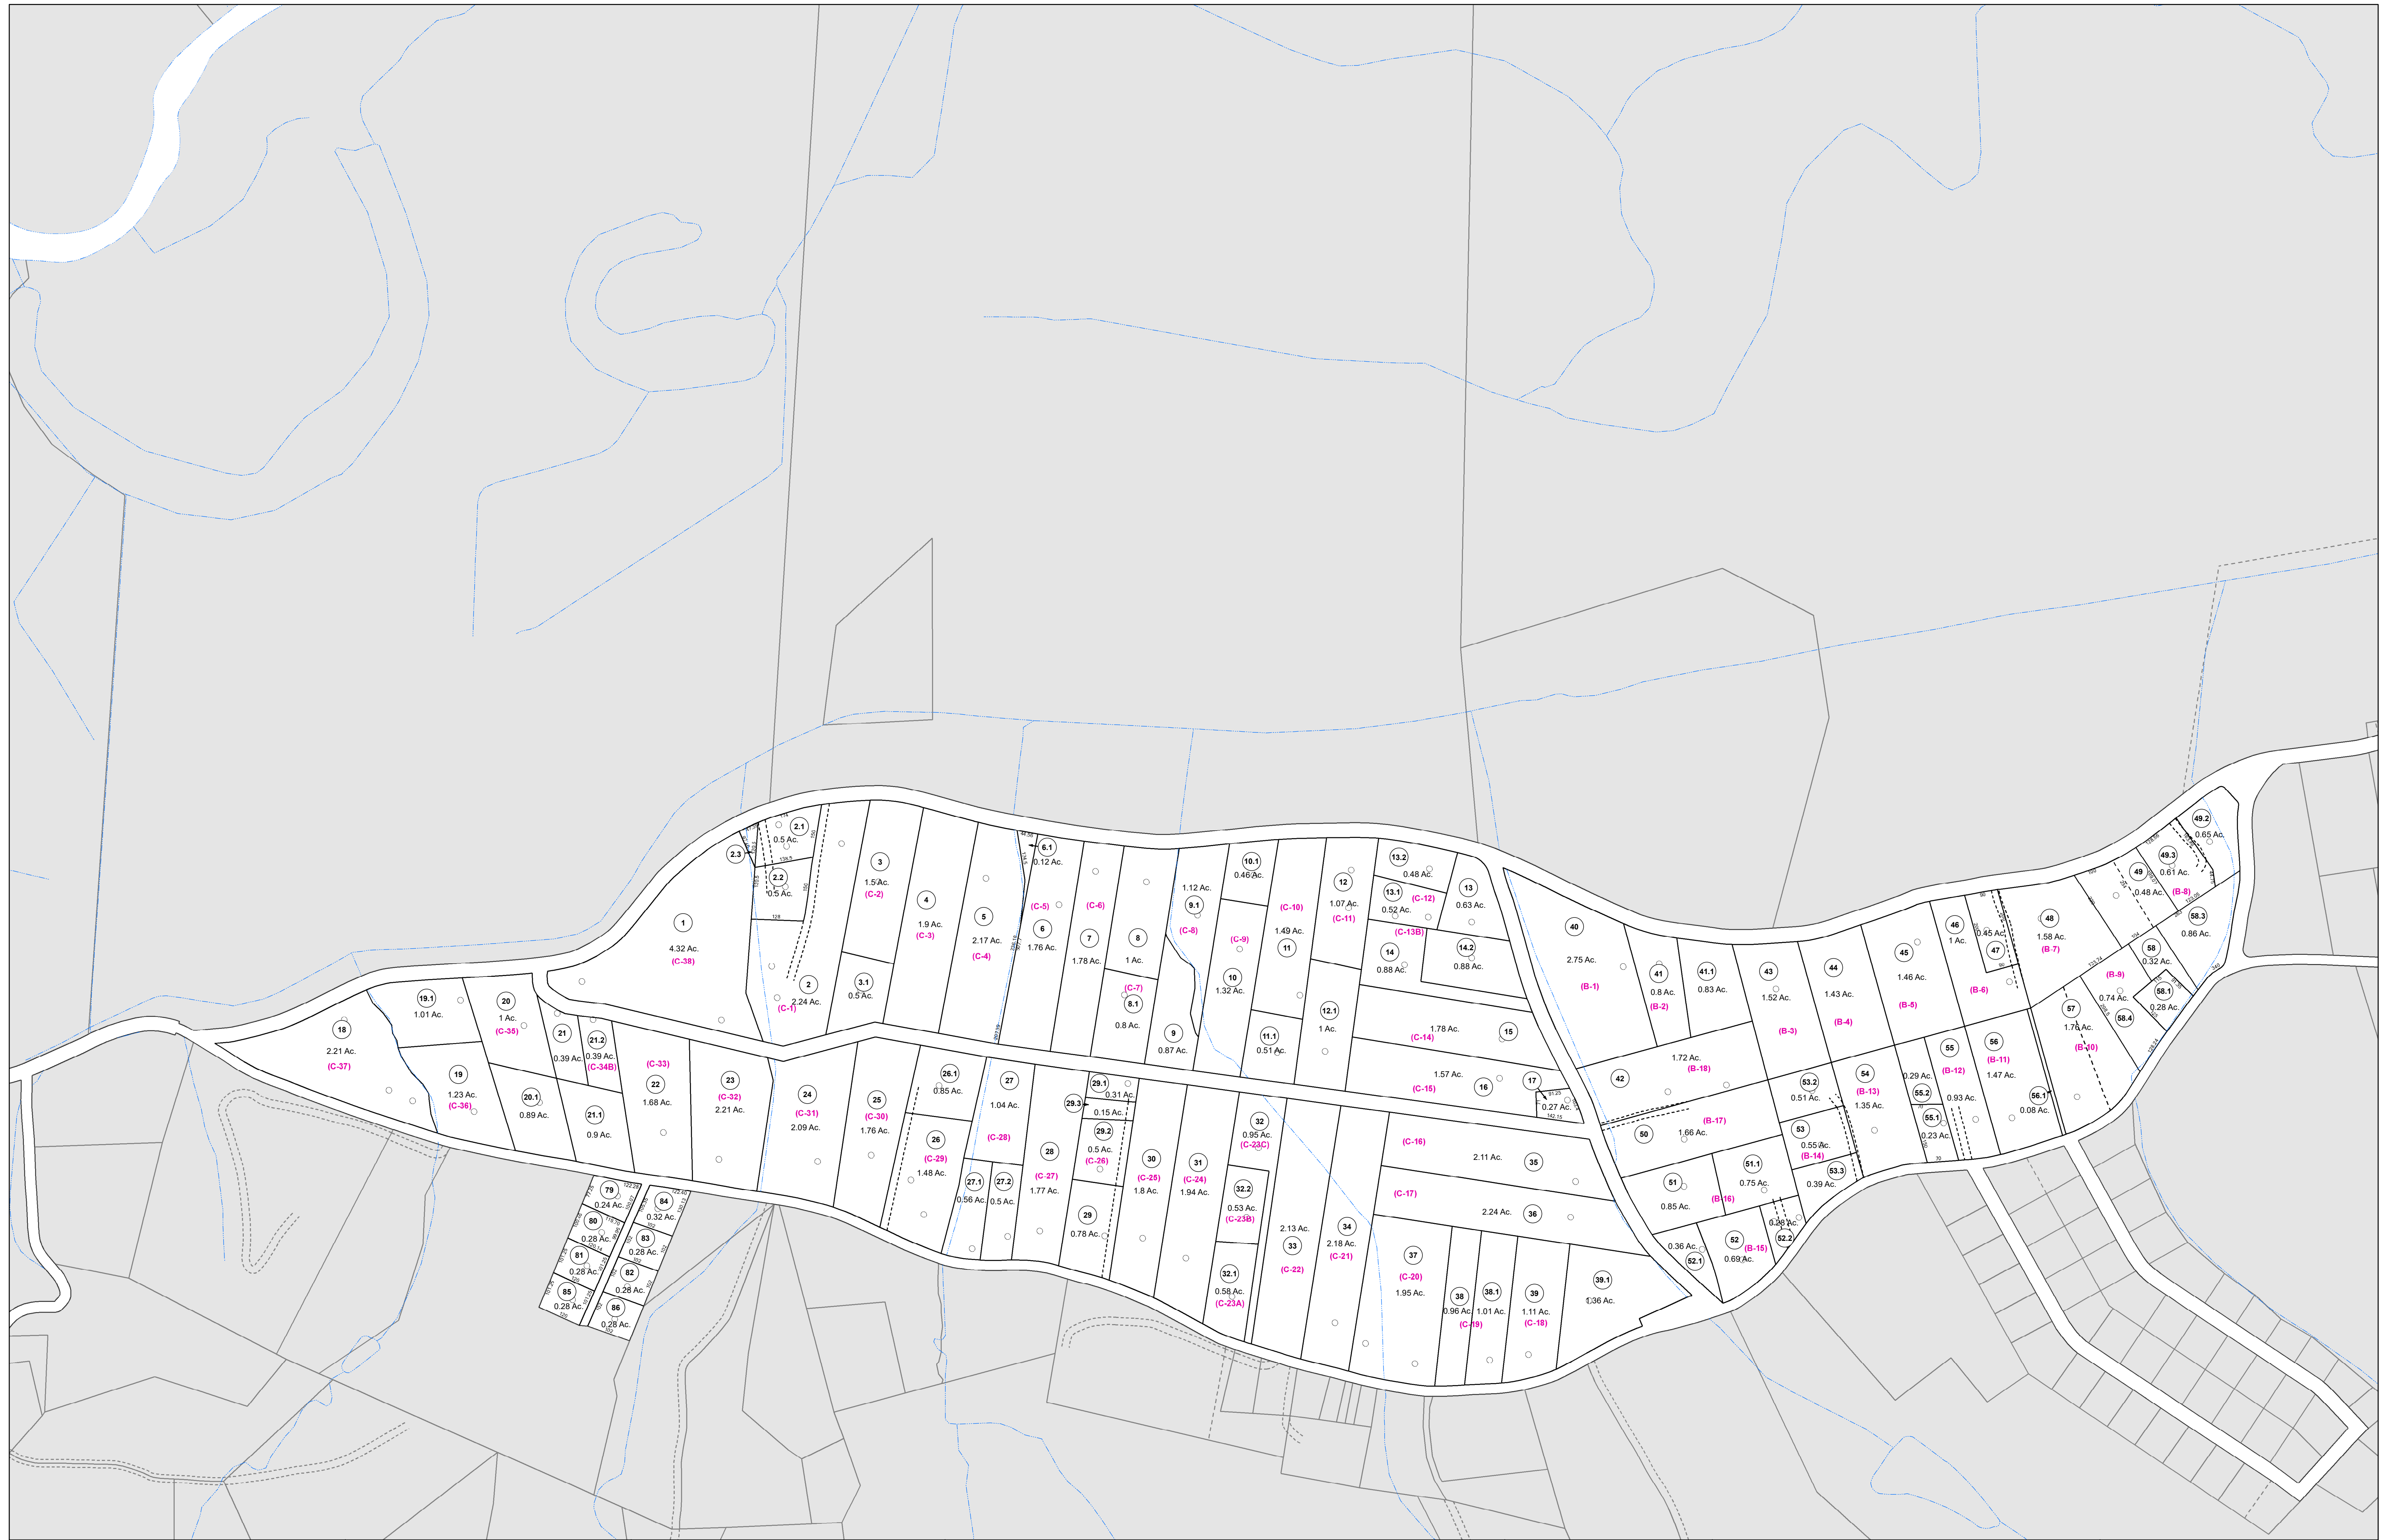 1
4.32 Ac.
(C-38)
2.3
2.1
0.5 Ac.
138.5
150
2.2
0.5 Ac.
150
128
2
2.24 Ac.
(C-1)
3
1.5 Ac.
(C-2)
3.1
0.5 Ac.
4
1.9 Ac.
(C-3)
5
2.17 Ac.
(C-4)
6.1
0.12 Ac.
(C-5)
6
1.76 Ac.
(C-6)
7
1.78 Ac.
8
1 Ac.
(C-7)
8.1
0.8 Ac.
1.12 Ac.
9.1
(C-8)
9
0.87 Ac.
10.1
0.46 Ac.
(C-9)
10
1.32 Ac.
(C-10)
1.49 Ac.
11
11.1
0.51 Ac.
12
1.07 Ac.
(C-11)
12.1
1 Ac.
13.2
0.48 Ac.
13.1
(C-12)
0.52 Ac.
13
0.63 Ac.
(C-13B)
14
0.88 Ac.
14.2
0.88 Ac.
1.78 Ac.
15
(C-14)
1.57 Ac.
16
(C-15)
17
91.25
0.27 Ac.
142.15
18
2.21 Ac.
(C-37)
19.1
1.01 Ac.
19
1.23 Ac.
(C-36)
20
1 Ac.
(C-35)
20.1
0.89 Ac.
21
0.39 Ac.
21.2
0.39 Ac.
(C-34B)
21.1
0.9 Ac.
(C-33)
22
1.68 Ac.
23
(C-32)
2.21 Ac.
24
(C-31)
2.09 Ac.
25
(C-30)
1.76 Ac.
26.1
0.85 Ac.
26
(C-29)
1.48 Ac.
27
1.04 Ac.
(C-28)
27.1
0.56 Ac.
27.2
0.5 Ac.
28
(C-27)
1.77 Ac.
29.1
0.31 Ac.
29.3
0.15 Ac.
29.2
0.5 Ac.
(C-26)
29
0.78 Ac.
30
(C-25)
1.8 Ac.
31
(C-24)
1.94 Ac.
32
0.95 Ac.
(C-23C)
32.2
0.53 Ac.
(C-23B)
32.1
0.58 Ac.
(C-23A)
2.13 Ac.
33
(C-22)
34
2.18 Ac.
(C-21)
(C-16)
2.11 Ac.
35
(C-17)
2.24 Ac.
36
37
(C-20)
1.95 Ac.
38
0.96 Ac.
(C-19)
38.1
1.01 Ac.
39
1.11 Ac.
(C-18)
39.1
1.36 Ac.
40
2.75 Ac.
(B-1)
41
0.8 Ac.
(B-2)
41.1
0.83 Ac.
43
1.52 Ac.
(B-3)
44
1.43 Ac.
(B-4)
45
1.46 Ac.
(B-5)
46
1 Ac.
(B-6)
0.45 Ac.
47
48
1.58 Ac.
(B-7)
49
0.48 Ac.
49.3
0.61 Ac.
(B-8)
49.2
0.65 Ac.
1.72 Ac.
(B-18)
42
(B-17)
50
1.66 Ac.
51
0.85 Ac.
51.1
0.75 Ac.
(B-16)
0.36 Ac.
52.1
52
(B-15)
0.69 Ac.
0.28 Ac.
52.2
53.2
0.51 Ac.
53
0.55 Ac.
(B-14)
53.3
0.39 Ac.
54
(B-13)
1.35 Ac.
0.29 Ac.
55.2
70
55.1
0.23 Ac.
70
55
(B-12)
0.93 Ac.
56
(B-11)
1.47 Ac.
56.1
0.08 Ac.
57
1.76 Ac.
(B-10)
(B-9)
0.74 Ac.
58.4
58
0.32 Ac.
58.1
0.28 Ac.
58.3
0.86 Ac.
79
0.24 Ac.
80
0.28 Ac.
81
0.28 Ac.
85
0.28 Ac.
84
0.32 Ac.
83
0.28 Ac.
82
0.28 Ac.
86
0.28 Ac.